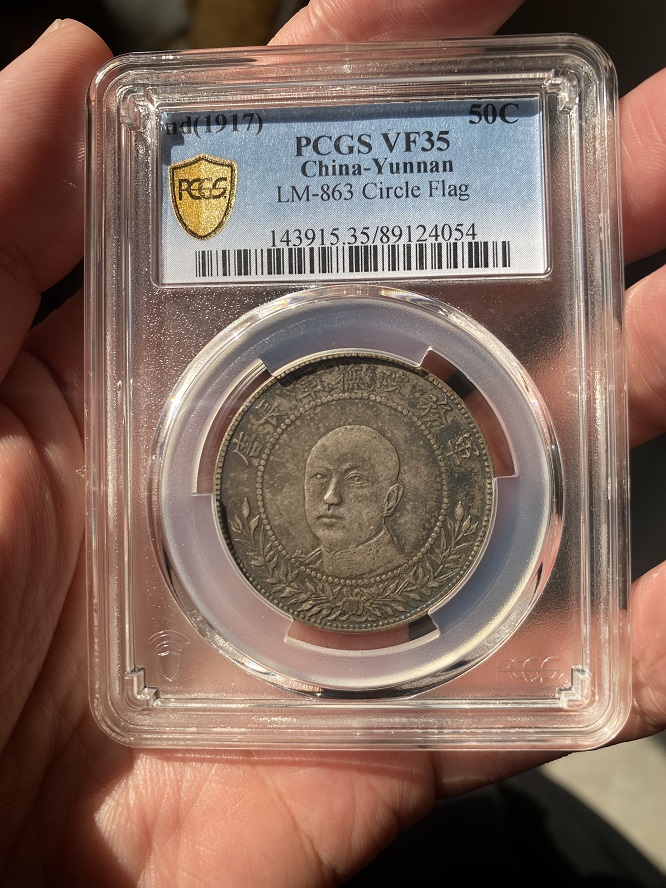 nd(1917) 50C
PCGS VF35
China-Yunnan
LM-863 Circle Flag
PCGS
143915.35/89124054
軍務院撫軍長唐
PCGS